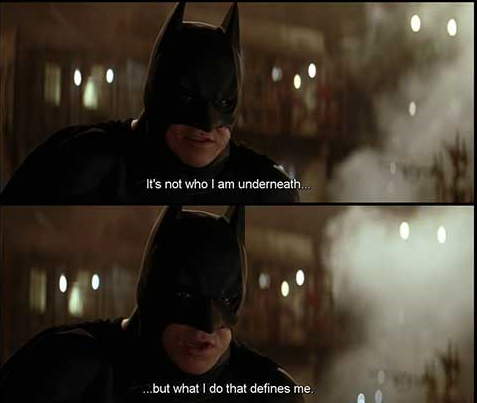 It's not who I am underneath...
...but what I do that defines me.